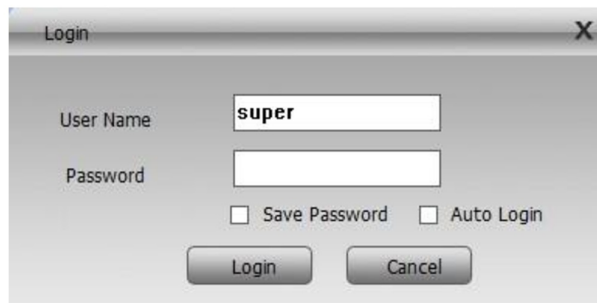 Login X
User Name super
Password
Save Password Auto Login
Login Cancel